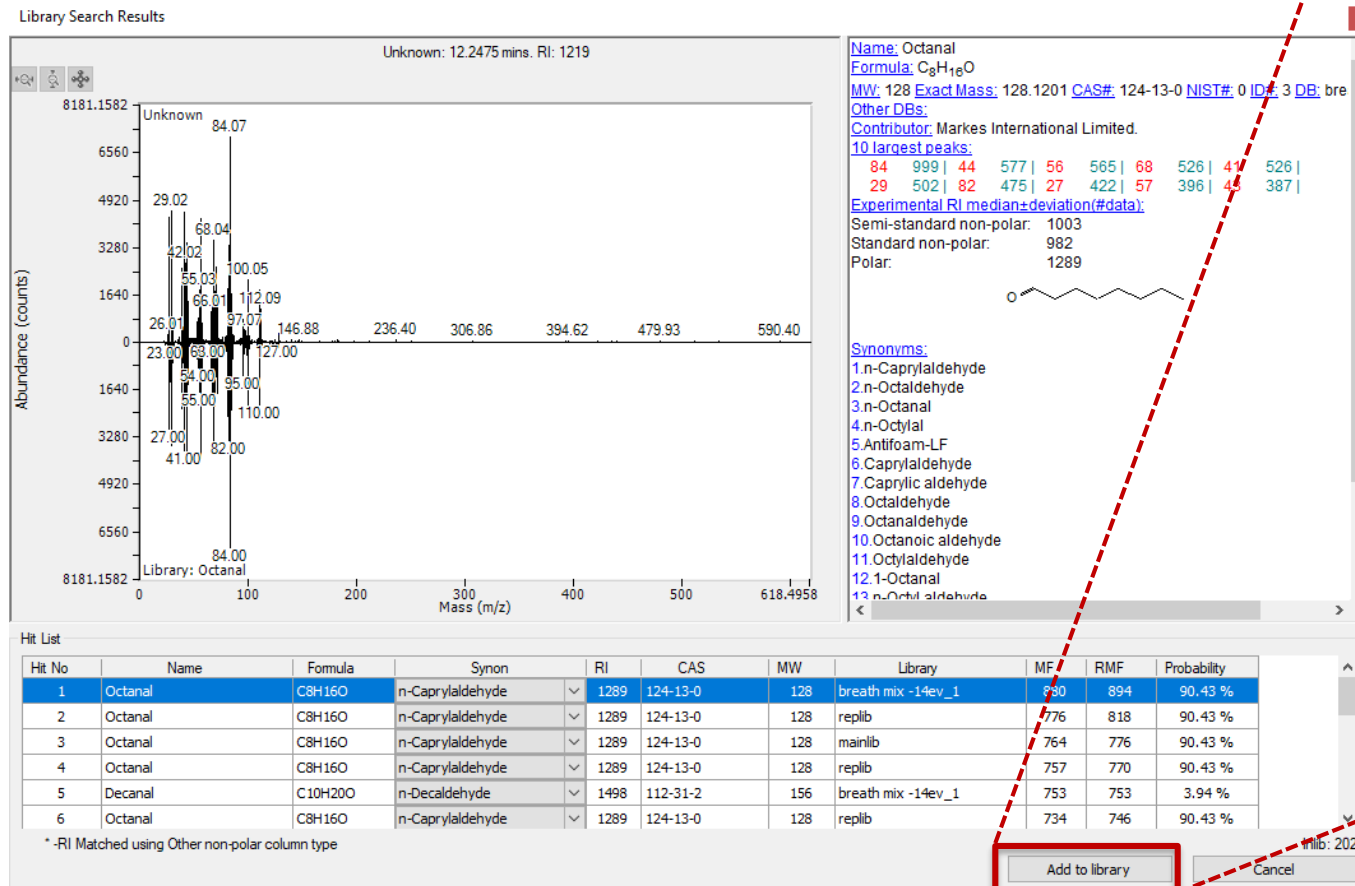 Library Search Results
Unknown: 12.2475 mins. RI: 1219
8181.1582
Unknown
84.07
6560
4920
29.02
68.04
3280
42.02
100.05
55.03
1640
66.01
112.09
26.01
97.07
146.88
236.40
306.86
394.62
479.93
590.40
0
23.00
69.00
127.00
54.00
95.00
1640
55.00
110.00
3280
27.00
82.00
41.00
4920
6560
84.00
Library: Octanal
8181.1582
0 100 200 300 400 500 618.4958
Mass (m/z)
Abundance (counts)
Name: Octanal
Formula: C8H16O
MW: 128 Exact Mass: 128.1201 CAS#: 124-13-0 NIST#: 0 ID#: 3 DB: bre
Other DBs:
Contributor: Markes International Limited.
10 largest peaks:
84 999 | 44 577 | 56 565 | 68 526 | 41 526 |
29 502 | 82 475 | 27 422 | 57 396 | 43 387 |
Experimental RI median±deviation(#data):
Semi-standard non-polar: 1003
Standard non-polar: 982
Polar: 1289
O
Synonyms:
1.n-Caprylaldehyde
2.n-Octaldehyde
3.n-Octanal
4.n-Octylal
5.Antifoam-LF
6.Caprylaldehyde
7.Caprylic aldehyde
8.Octaldehyde
9.Octanaldehyde
10.Octanoic aldehyde
11.Octylaldehyde
12.1-Octanal
13.n-Octyl aldehyde
Hit List
Hit No Name Formula Synon RI CAS MW Library MF RMF Probability
1 Octanal C8H16O n-Caprylaldehyde 1289 124-13-0 128 breath mix -14ev_1 880 894 90.43 %
2 Octanal C8H16O n-Caprylaldehyde 1289 124-13-0 128 replib 776 818 90.43 %
3 Octanal C8H16O n-Caprylaldehyde 1289 124-13-0 128 mainlib 764 776 90.43 %
4 Octanal C8H16O n-Caprylaldehyde 1289 124-13-0 128 replib 757 770 90.43 %
5 Decanal C10H20O n-Decaldehyde 1498 112-31-2 156 breath mix -14ev_1 753 753 3.94 %
6 Octanal C8H16O n-Caprylaldehyde 1289 124-13-0 128 replib 734 746 90.43 %
* -RI Matched using Other non-polar column type
Inlib: 202
Add to library
Cancel